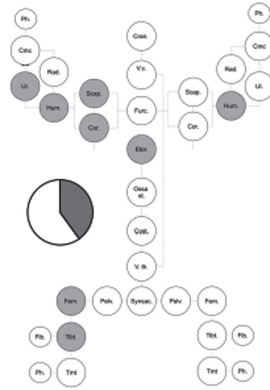 Ph.
Ph.
Cran.
Cmc
Cmc
Rad.
V.c.
Rad.
Ul.
Scap.
Scap.
Ul.
Hum.
Furc.
Hum.
Cor.
Cor.
Ester.
Ossa
st.
Cost.
V. th.
Fem.
Pelv.
Synsac.
Pelv.
Fem.
Fib.
Tibt.
Tibt.
Fib.
Ph.
Tmt
Tmt
Ph.